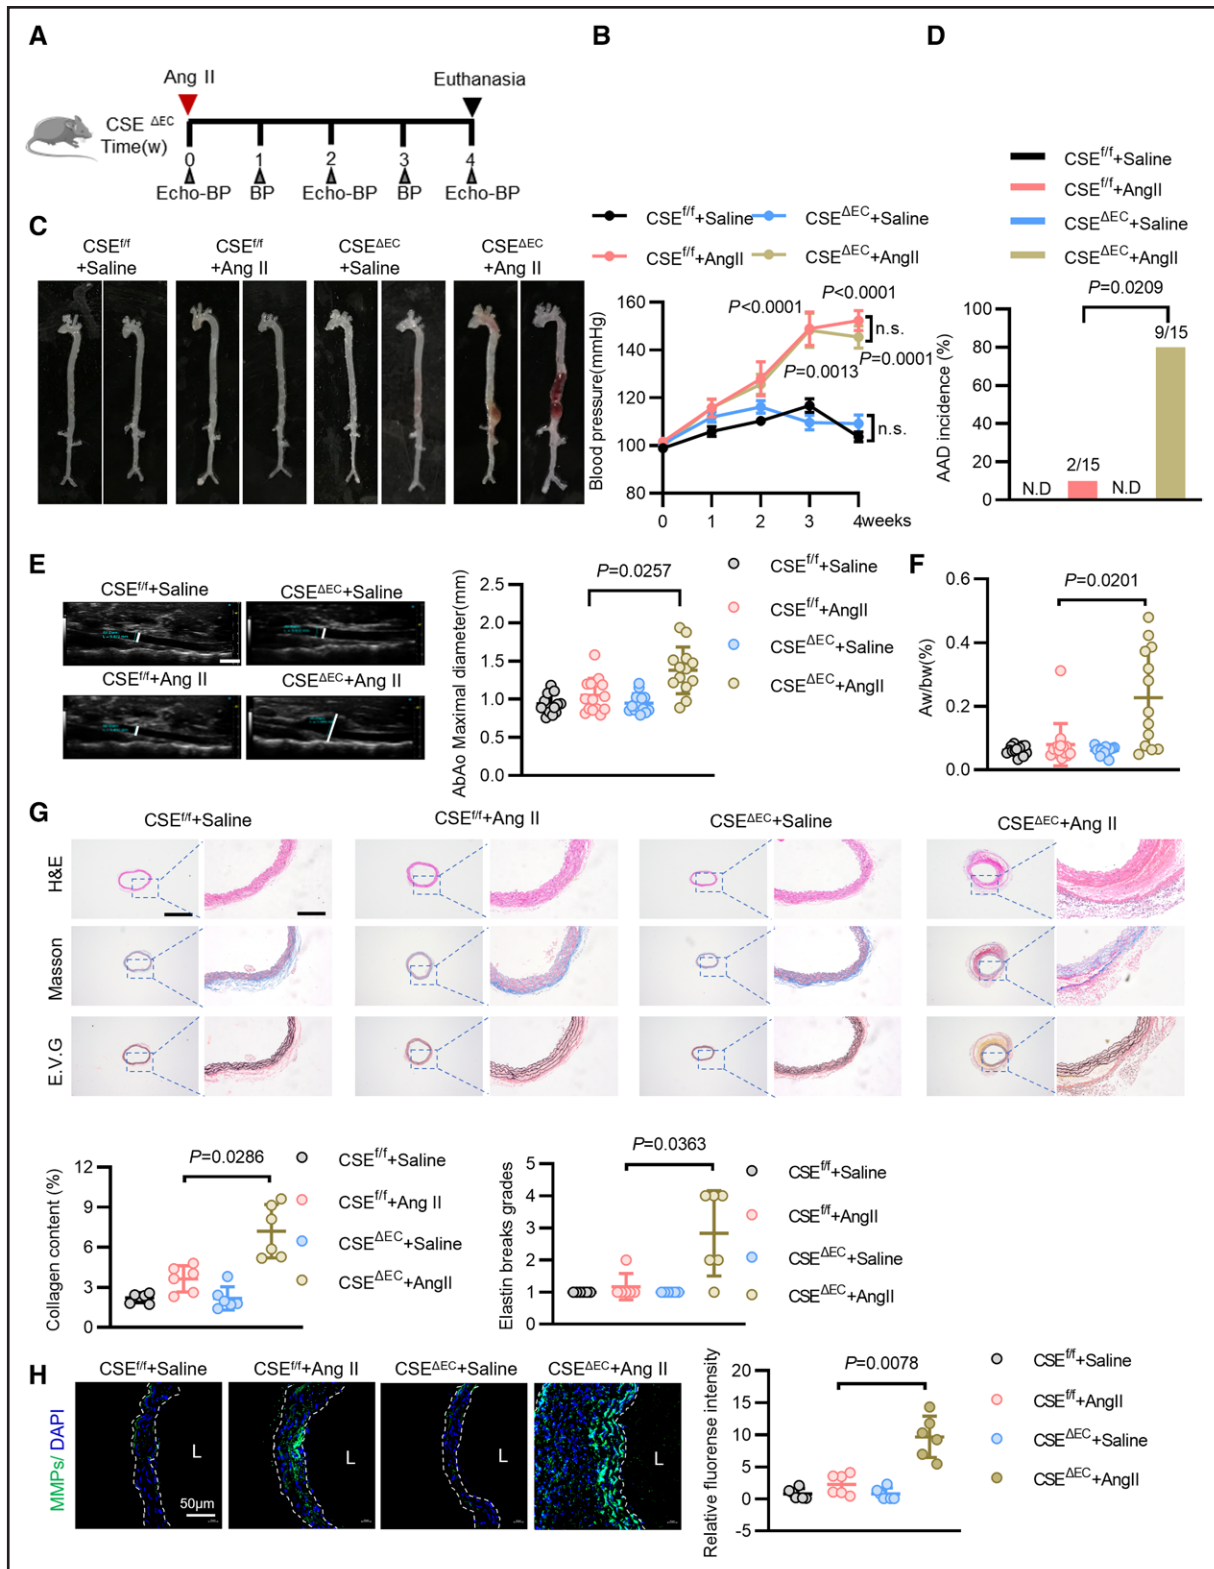 A
Ang II
Euthanasia
CSE ΔEC
Time(w)
0 1 2 3 4
Echo-BP BP Echo-BP BP Echo-BP
B
CSEf/f+Saline
CSEΔEC+Saline
CSEf/f+AngII
CSEΔEC+AngII
Blood pressure(mmHg)
160
140
120
100
80
P<0.0001
P<0.0001
n.s.
P=0.0001
P=0.0013
n.s.
0 1 2 3 4weeks
C
CSEf/f
+Saline
CSEf/f
+Ang II
CSEΔEC
+Saline
CSEΔEC
+Ang II
D
CSEf/f+Saline
CSEf/f+AngII
CSEΔEC+Saline
CSEΔEC+AngII
P=0.0209
AAD incidence (%)
100
80
60
40
20
0
N.D
2/15
N.D
9/15
E
CSEf/f+Saline
CSEΔEC+Saline
CSEf/f+Ang II
CSEΔEC+Ang II
AbAo Maximal diameter(mm)
2.5
2.0
1.5
1.0
0.5
0.0
P=0.0257
CSEf/f+Saline
CSEf/f+AngII
CSEΔEC+Saline
CSEΔEC+AngII
F
Aw/bw(%)
0.6
0.4
0.2
0.0
P=0.0201
G
CSEf/f+Saline
CSEf/f+Ang II
CSEΔEC+Saline
CSEΔEC+Ang II
H&E
Masson
E.V.G
Collagen content (%)
12
9
6
3
0
P=0.0286
CSEf/f+Saline
CSEf/f+Ang II
CSEΔEC+Saline
CSEΔEC+AngII
Elastin breaks grades
5
4
3
2
1
0
P=0.0363
CSEf/f+Saline
CSEf/f+AngII
CSEΔEC+Saline
CSEΔEC+AngII
H
CSEf/f+Saline
CSEf/f+Ang II
CSEΔEC+Saline
CSEΔEC+Ang II
MMPs/ DAPI
L
L
L
L
50μm
Relative fluorense intensity
20
15
10
5
0
-5
P=0.0078
CSEf/f+Saline
CSEf/f+AngII
CSEΔEC+Saline
CSEΔEC+AngII